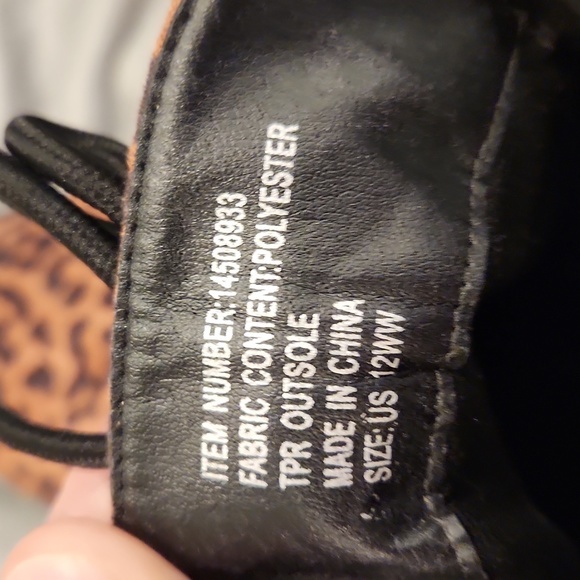 ITEM NUMBER:14508933
FABRIC CONTENT:POLYESTER
TPR OUTSOLE
MADE IN CHINA
SIZE: US 12WW